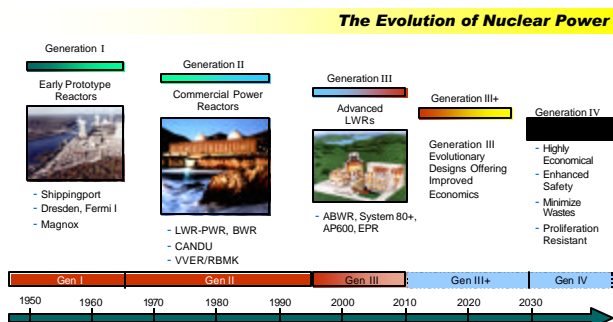 The Evolution of Nuclear Power
Generation I
Early Prototype
Reactors
- Shippingport
- Dresden, Fermi I
- Magnox
Generation II
Commercial Power
Reactors
- LWR-PWR, BWR
- CANDU
- VVER/RBMK
Generation III
Advanced
LWRs
- ABWR, System 80+,
AP600, EPR
Generation III+
Generation III
Evolutionary
Designs Offering
Improved
Economics
Generation IV
- Highly
Economical
- Enhanced
Safety
- Minimize
Wastes
- Proliferation
Resistant
Gen I Gen II Gen III Gen III+ Gen IV
1950 1960 1970 1980 1990 2000 2010 2020 2030